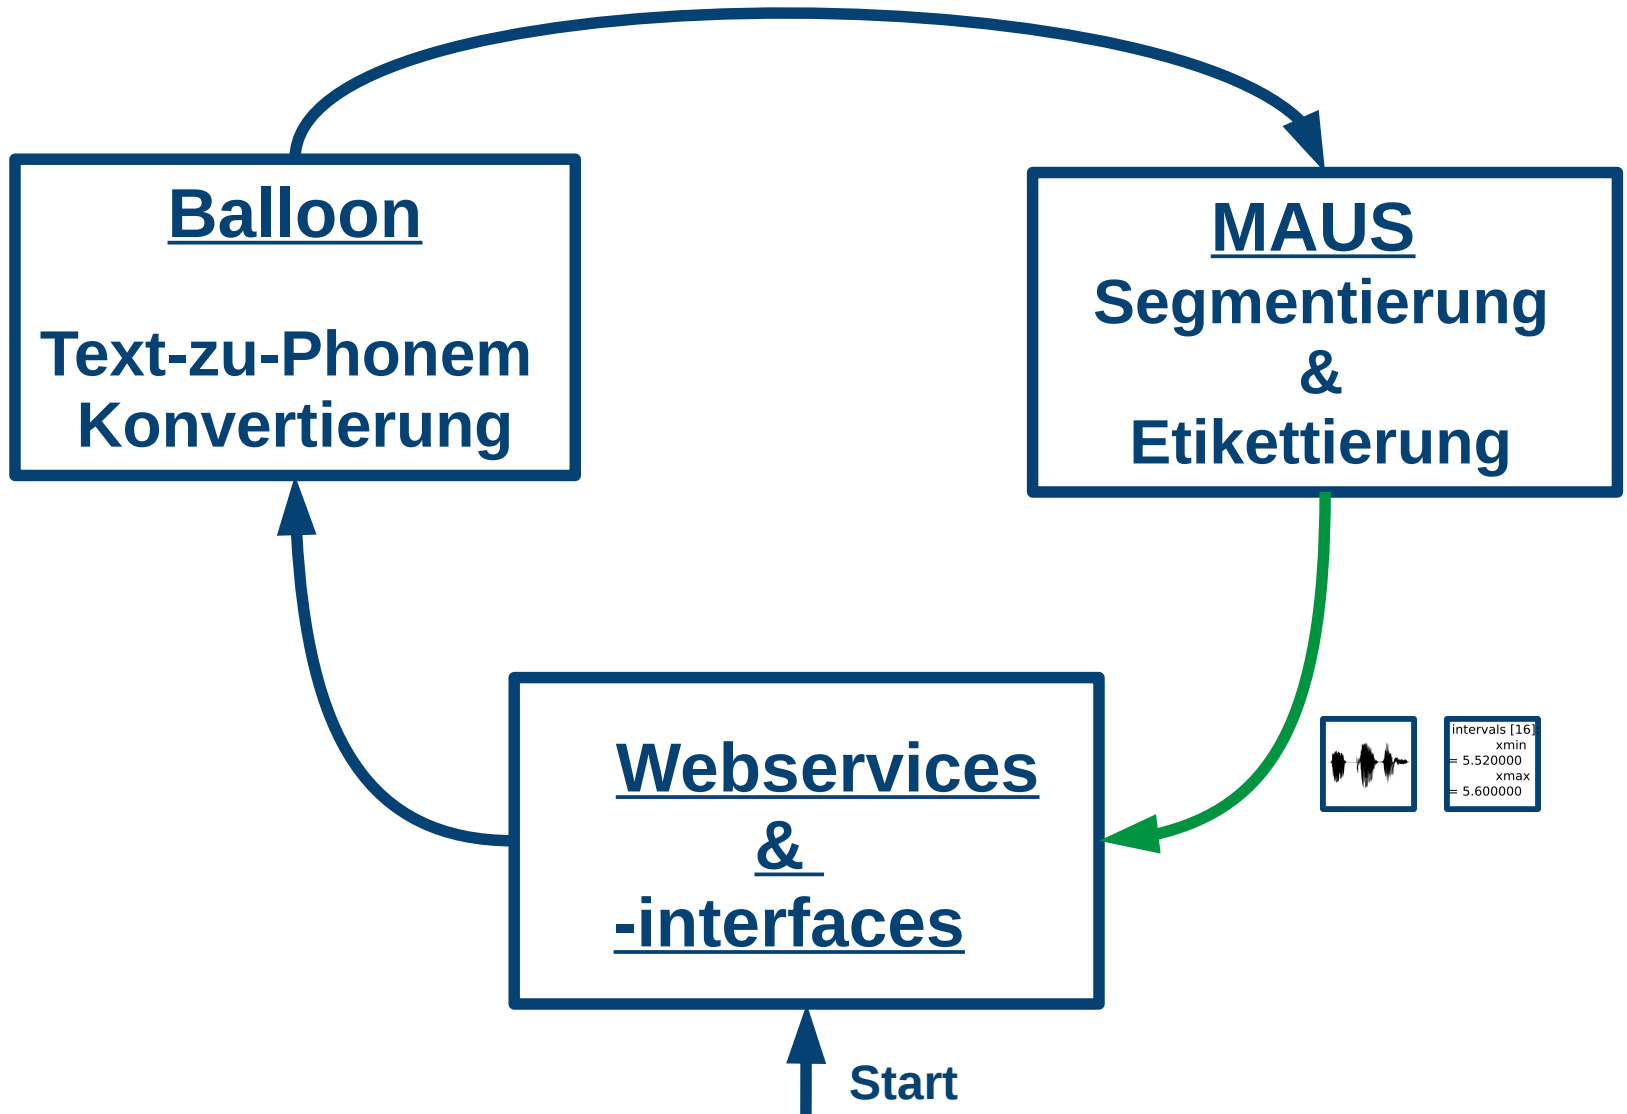 Balloon
Text-zu-Phonem
Konvertierung
MAUS
Segmentierung
&
Etikettierung
Webservices
&
-interfaces
intervals [16]:
xmin
= 5.520000
xmax
= 5.600000
Start